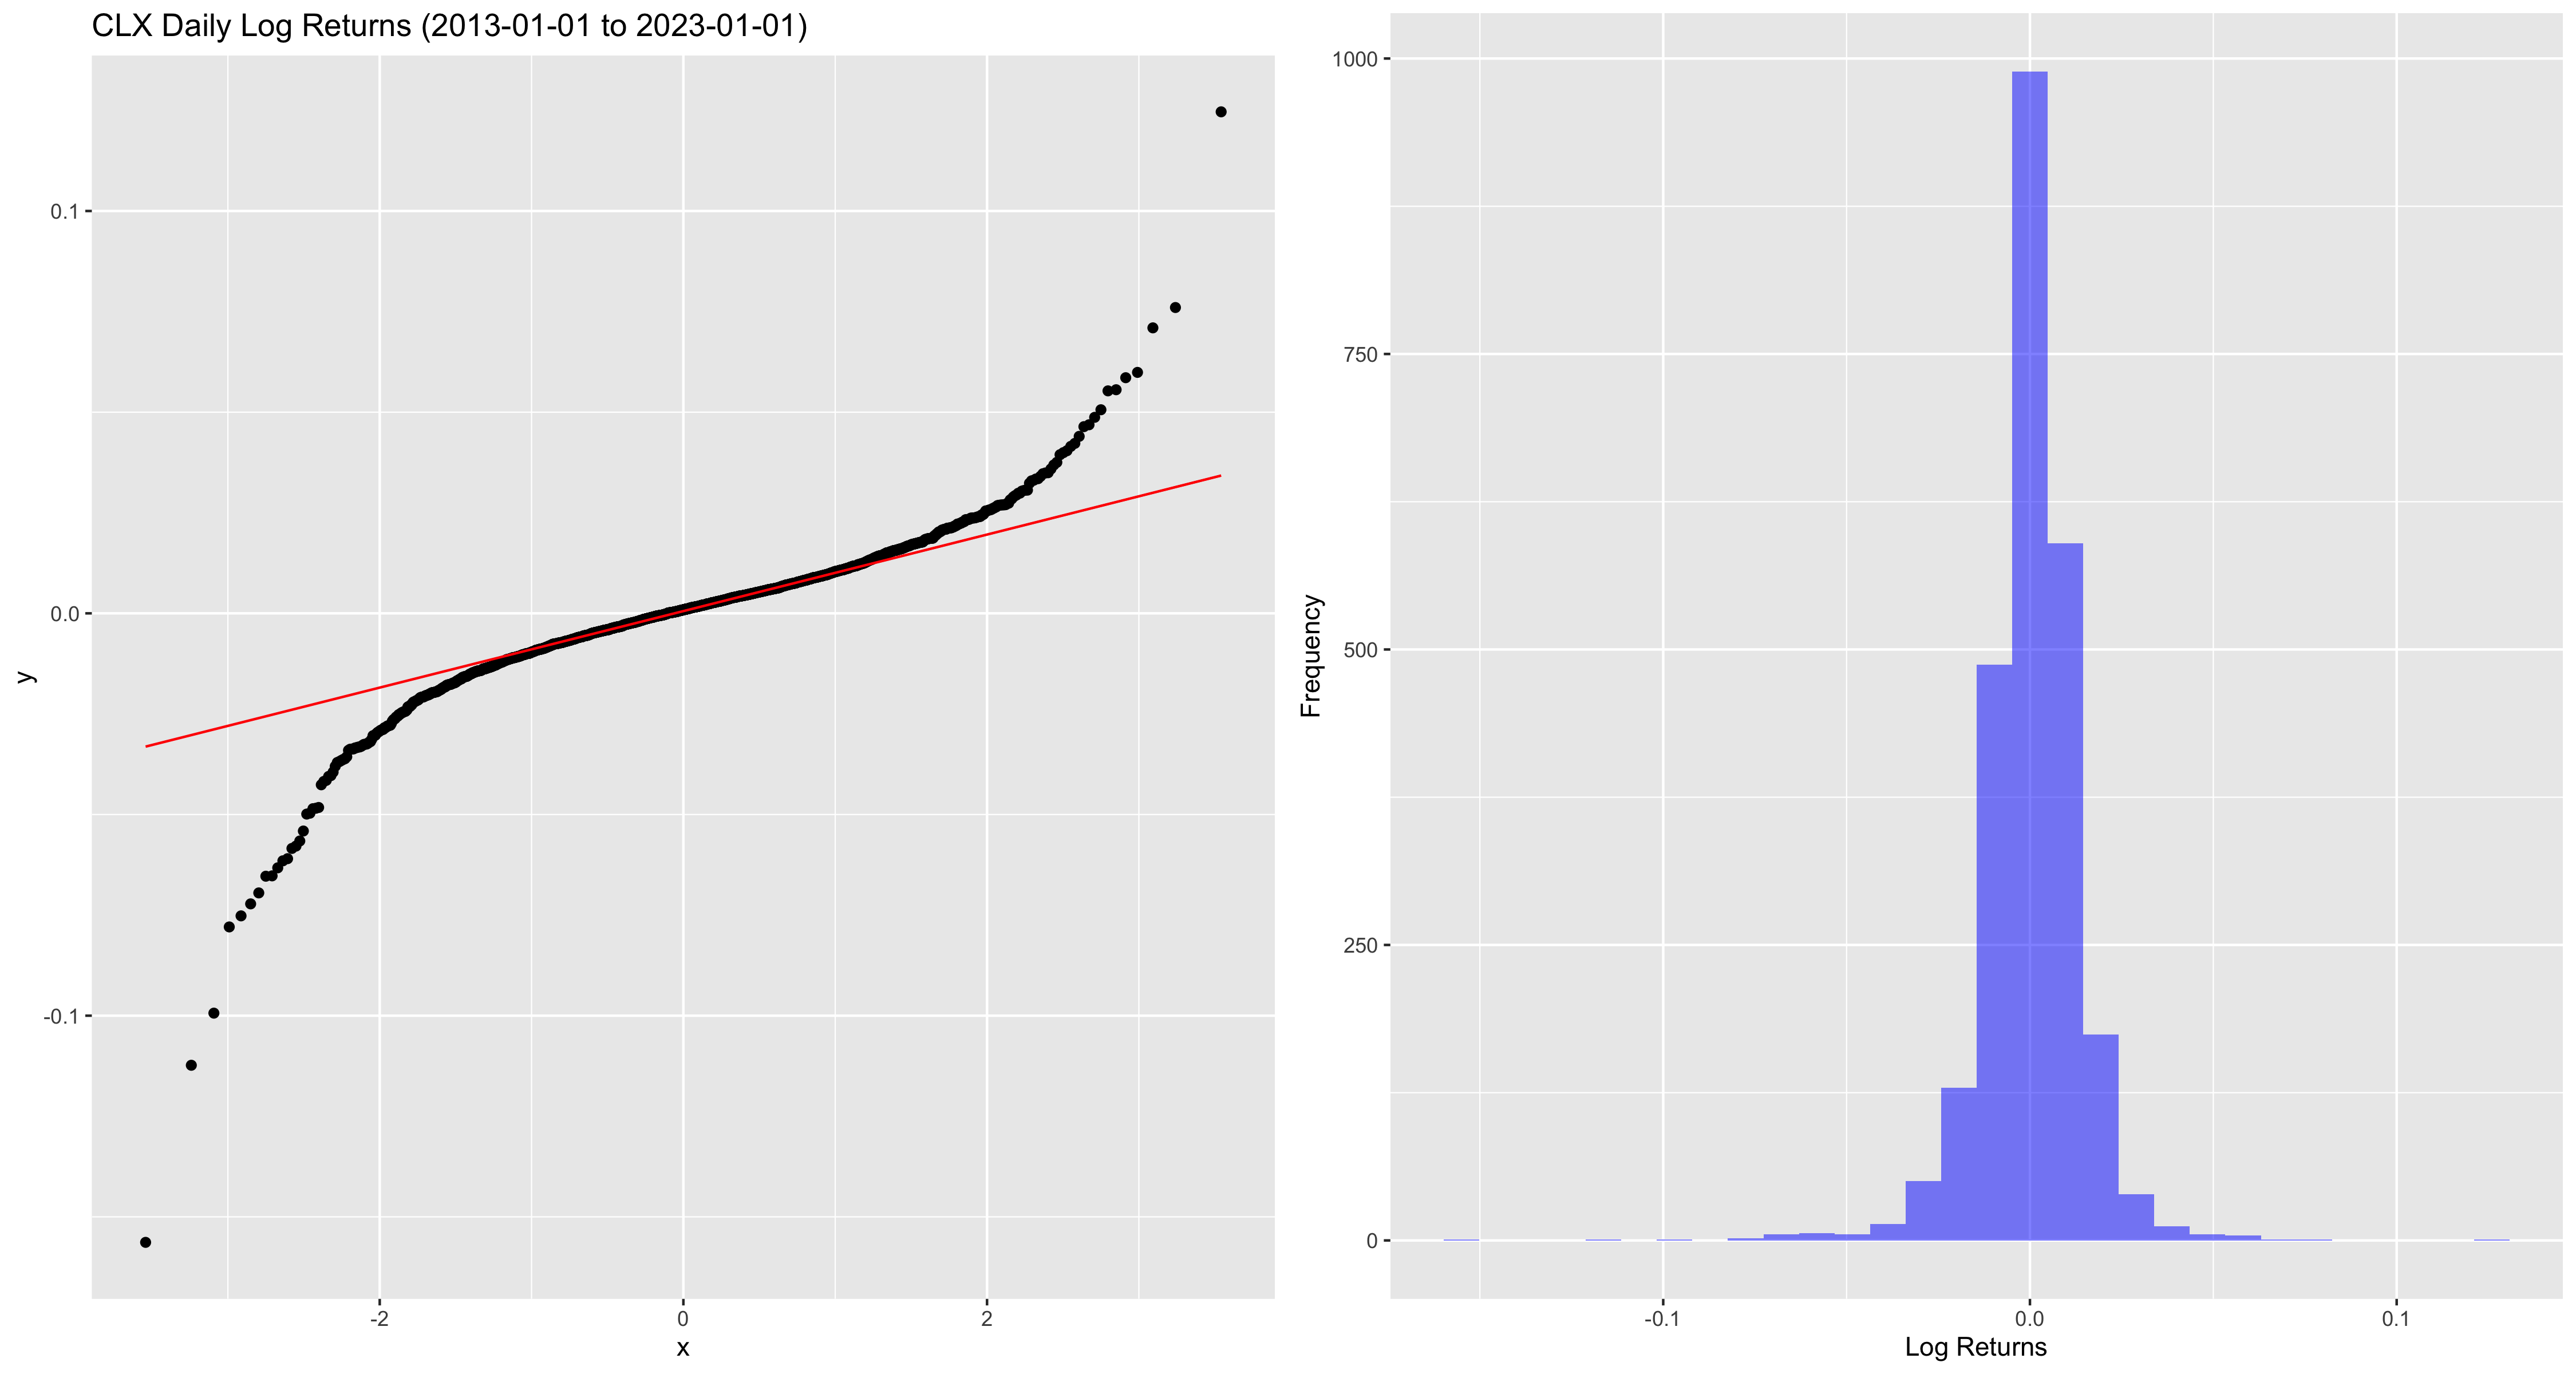 CLX Daily Log Returns (2013-01-01 to 2023-01-01)
0.1
0.0
-0.1
y
-2
0
2
x
1000
750
500
250
0
Frequency
-0.1
0.0
0.1
Log Returns